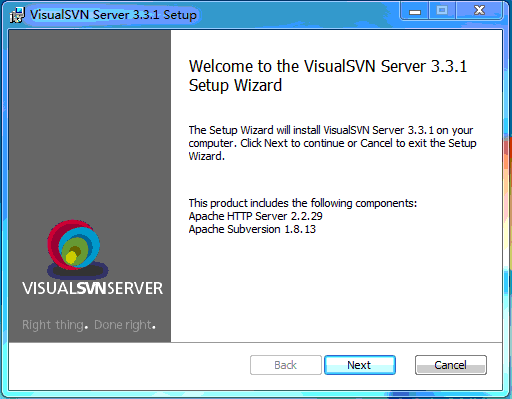 VisualSVN Server 3.3.1 Setup
Welcome to the VisualSVN Server 3.3.1
Setup Wizard
The Setup Wizard will install VisualSVN Server 3.3.1 on your
computer. Click Next to continue or Cancel to exit the Setup
Wizard.
This product includes the following components:
Apache HTTP Server 2.2.29
Apache Subversion 1.8.13
VISUALSVNSERVER
Right thing. Done right.
Back
Next
Cancel